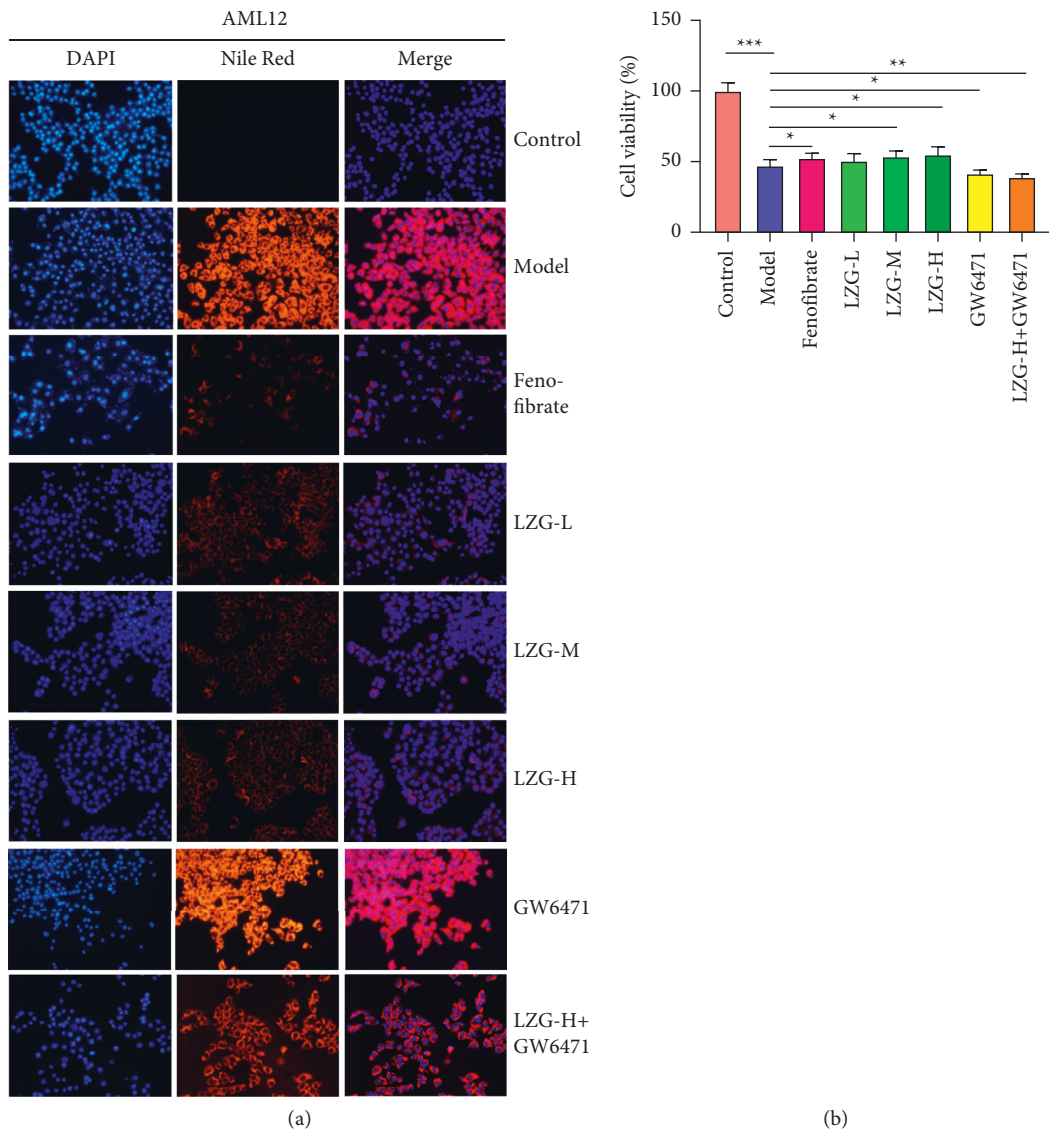 AML12
DAPI Nile Red Merge
Control
Model
Feno-
fibrate
LZG-L
LZG-M
LZG-H
GW6471
LZG-H+
GW6471
(a)
Cell viability (%)
150
100
50
0
***
**
*
*
*
*
Control
Model
Fenofibrate
LZG-L
LZG-M
LZG-H
GW6471
LZG-H+GW6471
(b)